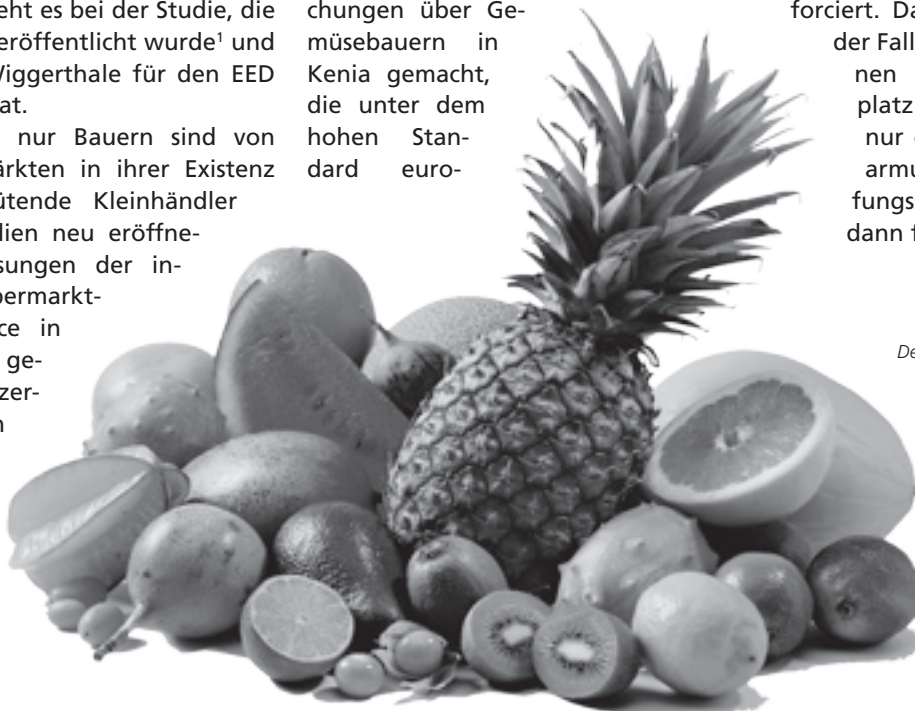 eht es bei der Studie, die
eröffentlicht wurde¹ und
Wiggerthale für den EED
at.
nur Bauern sind von
ärkten in ihrer Existenz
ütende Kleinhändler
lien neu eröffne-
sungen der in-
permarkt-
ce in
ge-
zer-
n
chungen über Ge-
müsebauern in
Kenia gemacht,
die unter dem
hohen Stan-
dard euro-
forciert. Da
der Fall
nen
platz
nur
armu
fungs
dann f
De